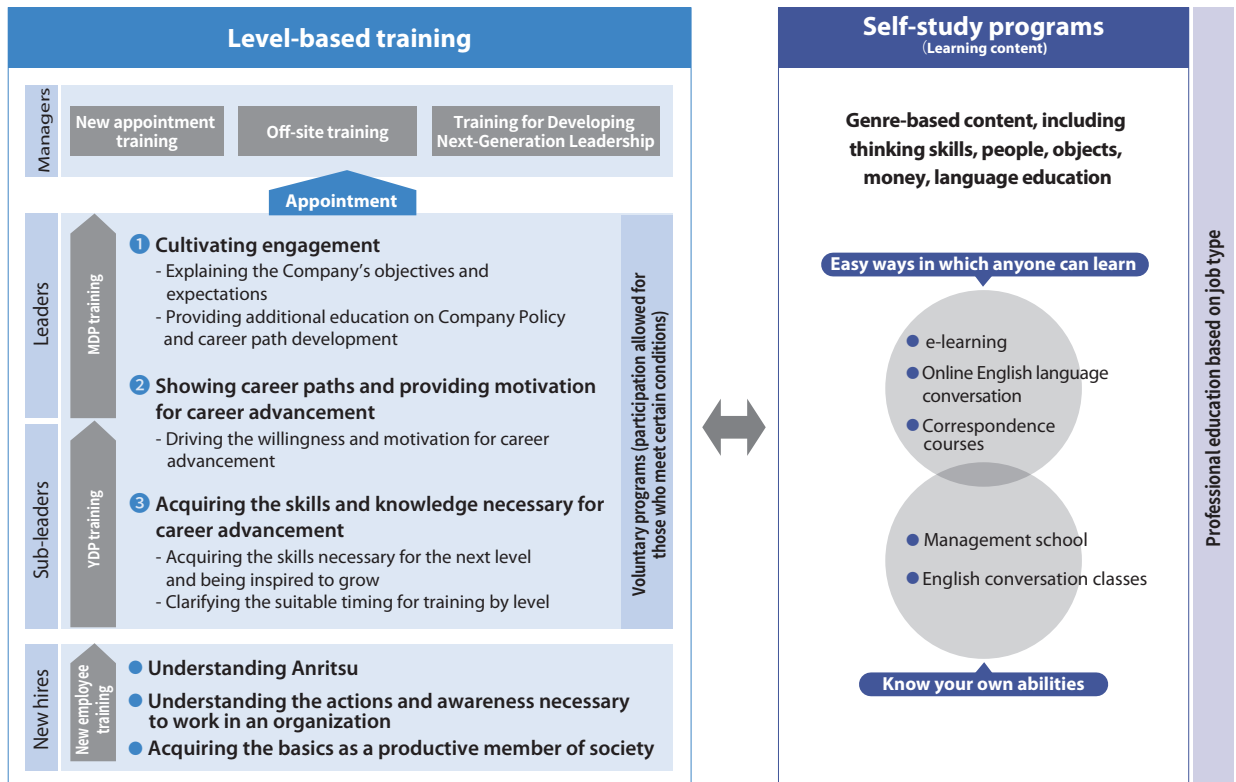 Level-based training
Managers
New appointment
training
Off-site training
Training for Developing
Next-Generation Leadership
Appointment
Leaders
MDP training
Sub-leaders
YDP training
❶ Cultivating engagement
- Explaining the Company’s objectives and
expectations
- Providing additional education on Company Policy
and career path development
❷ Showing career paths and providing motivation
for career advancement
- Driving the willingness and motivation for career
advancement
❸ Acquiring the skills and knowledge necessary for
career advancement
- Acquiring the skills necessary for the next level
and being inspired to grow
- Clarifying the suitable timing for training by level
Voluntary programs (participation allowed for
those who meet certain conditions)
New hires
New employee
training
● Understanding Anritsu
● Understanding the actions and awareness necessary
to work in an organization
● Acquiring the basics as a productive member of society
Self-study programs
(Learning content)
Genre-based content, including
thinking skills, people, objects,
money, language education
Easy ways in which anyone can learn
● e-learning
● Online English language
conversation
● Correspondence
courses
● Management school
● English conversation classes
Know your own abilities
Professional education based on job type